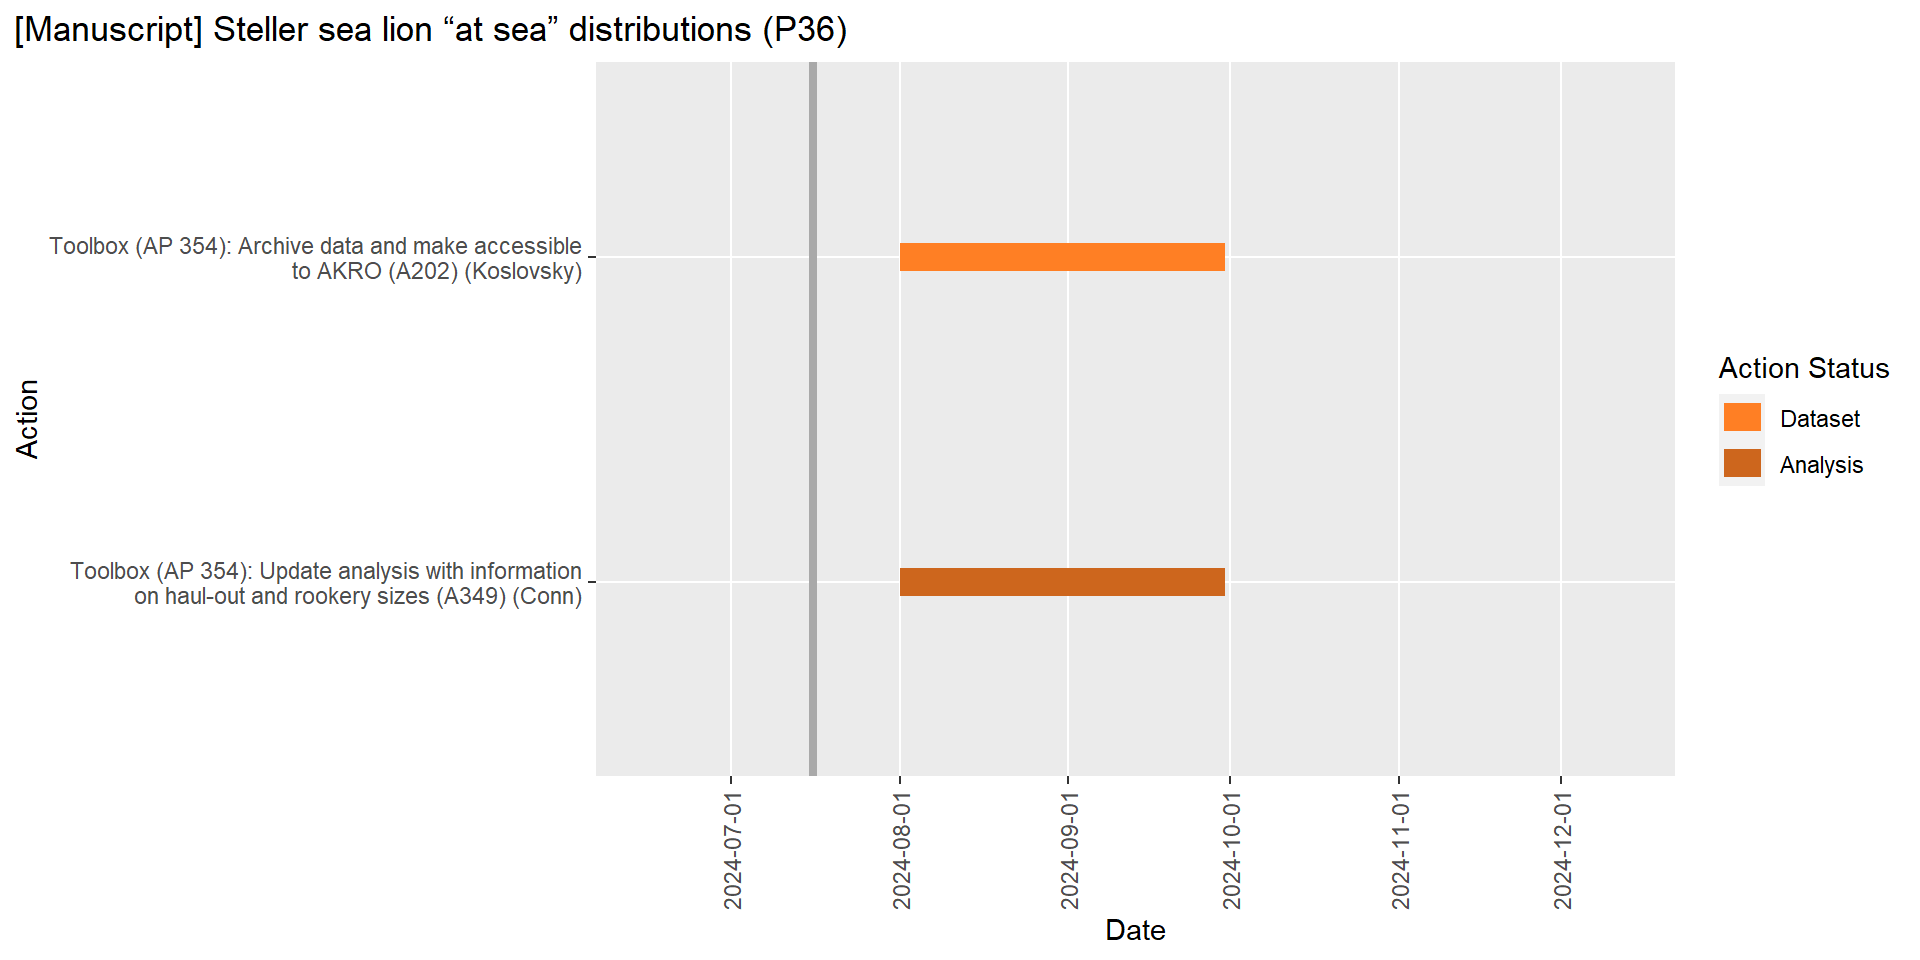 [Manuscript] Steller sea lion “at sea” distributions (P36)
Action
Toolbox (AP 354): Archive data and make accessible
to AKRO (A202) (Koslovsky)
Toolbox (AP 354): Update analysis with information
on haul-out and rookery sizes (A349) (Conn)
2024-07-01
2024-08-01
2024-09-01
2024-10-01
2024-11-01
2024-12-01
Date
Action Status
Dataset
Analysis